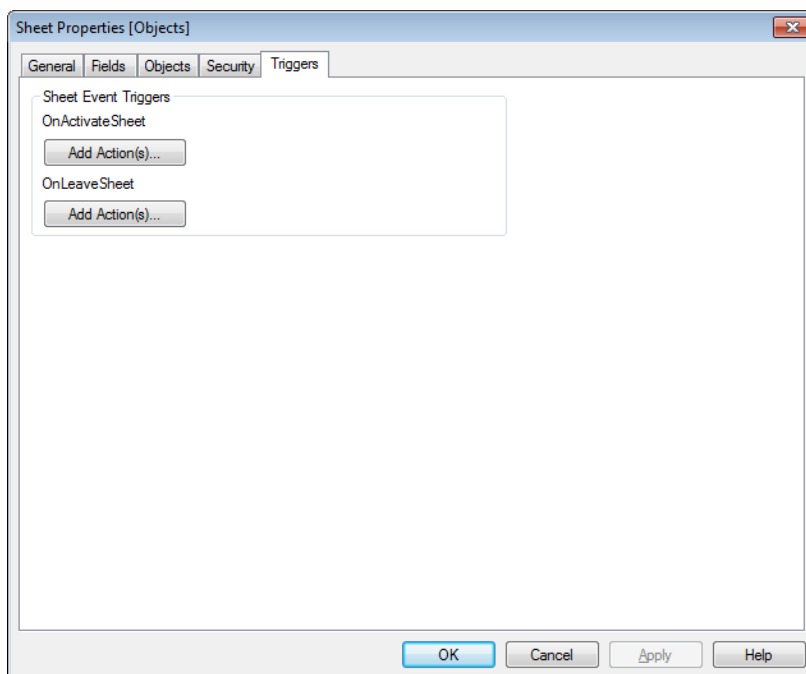 Sheet Properties [Objects]
General Fields Objects Security Triggers
Sheet Event Triggers
OnActivateSheet
Add Action(s)...
OnLeaveSheet
Add Action(s)...
OK Cancel Apply Help